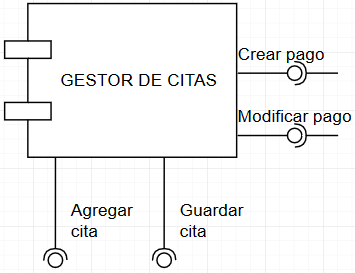 Crear pago
GESTOR DE CITAS
Modificar pago
Agregar
cita
Guardar
cita